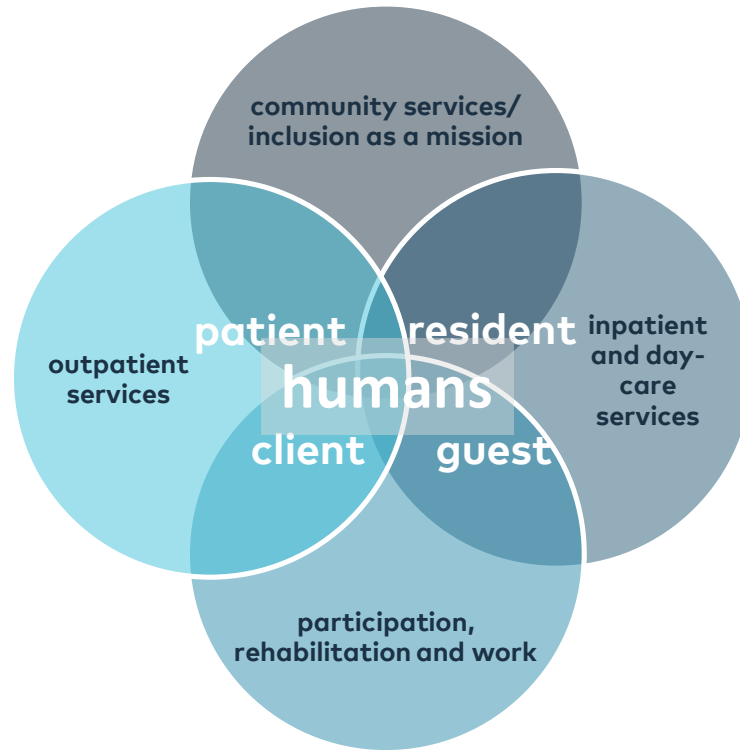 community services/
inclusion as a mission
patient
resident
outpatient
services
inpatient
and day-
care
services
humans
client
guest
participation,
rehabilitation and work